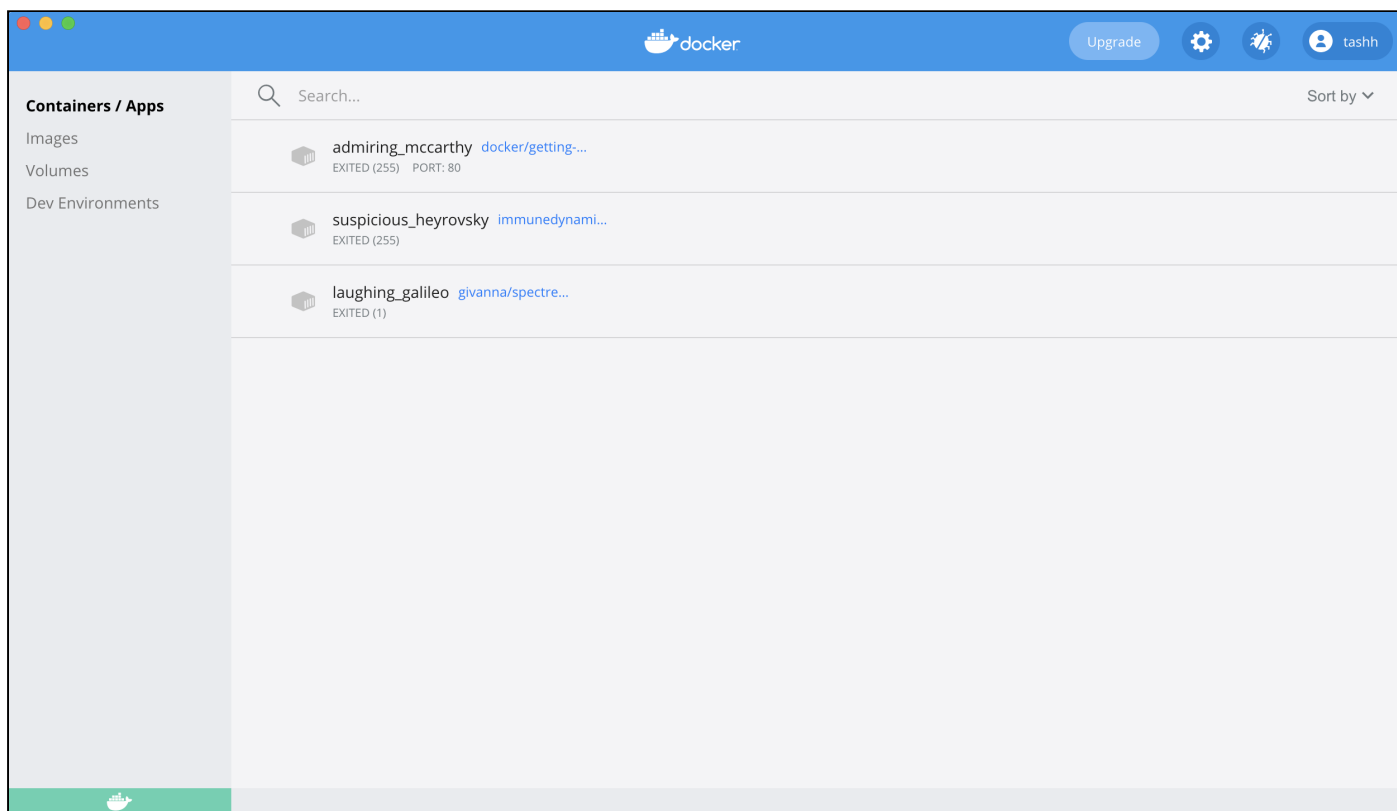 docker
Upgrade
tashh
Containers / Apps
Images
Volumes
Dev Environments
Search...
Sort by
admiring_mccarthy docker/getting-...
EXITED (255) PORT: 80
suspicious_heyrovsky immunedynami...
EXITED (255)
laughing_galileo givanna/spectre...
EXITED (1)